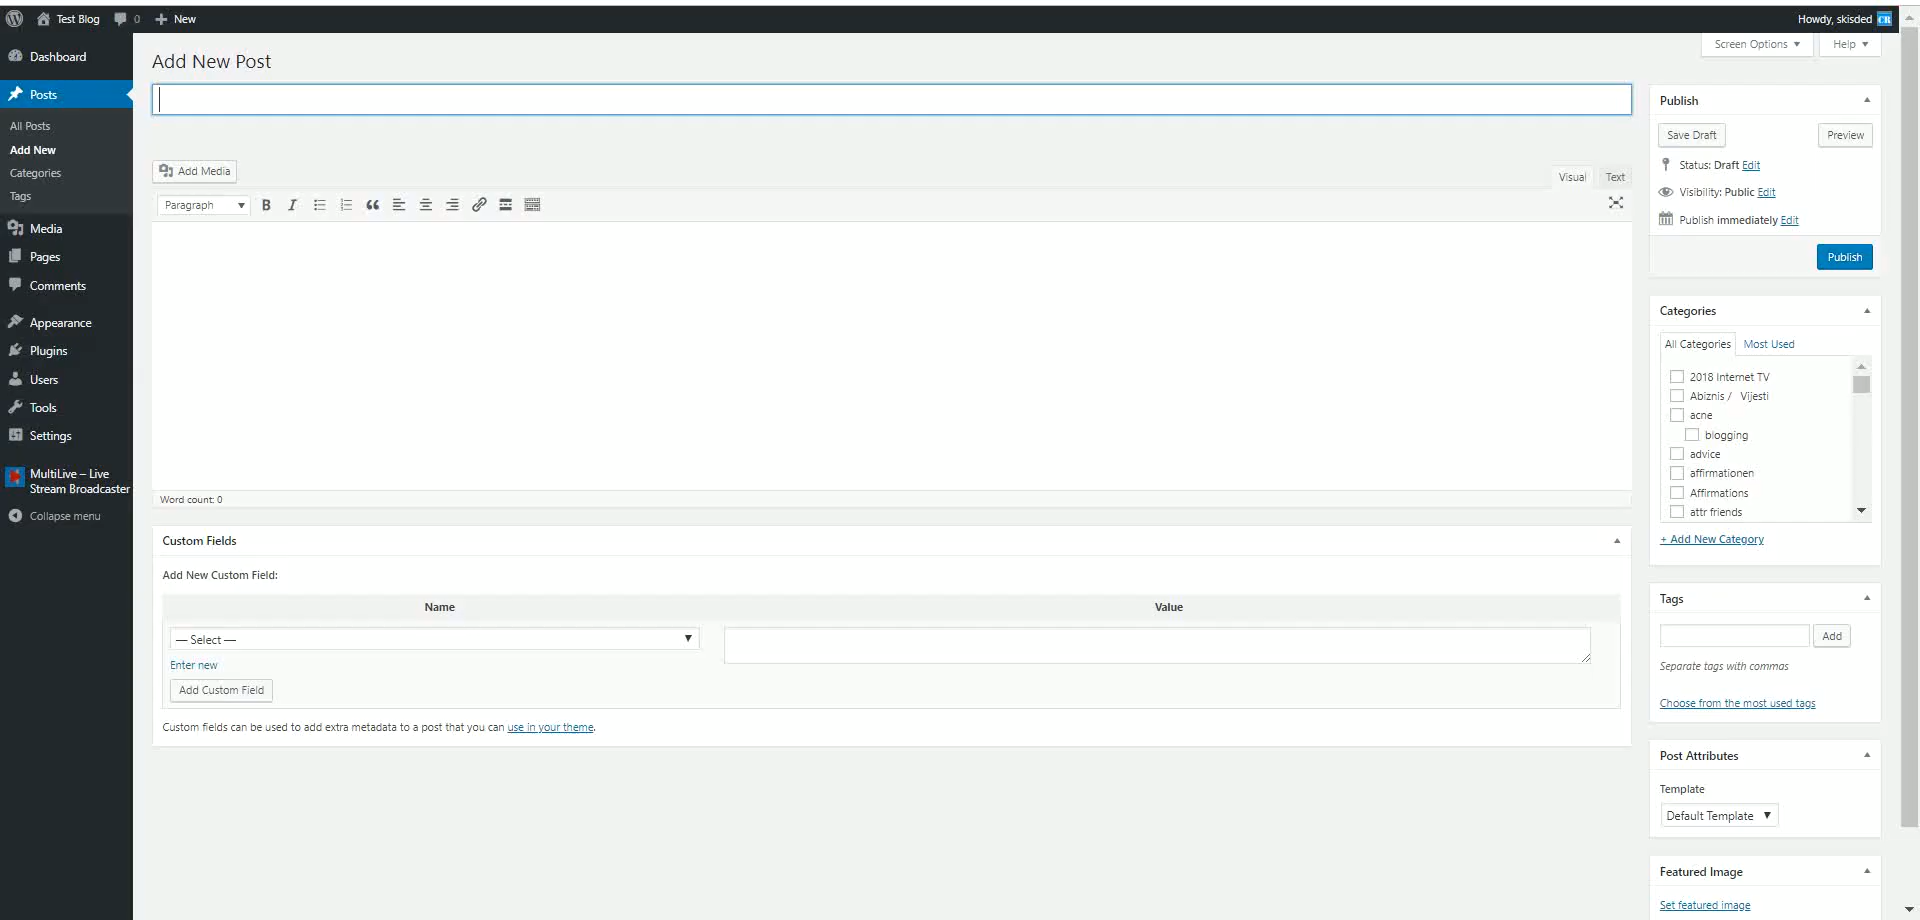 Test Blog
0
New
Howdy, skisded
CR
Dashboard
Posts
All Posts
Add New
Categories
Tags
Media
Pages
Comments
Appearance
Plugins
Users
Tools
Settings
MultiLive – Live
Stream Broadcaster
Collapse menu
Screen Options
Help
Add New Post
Add Media
Visual
Text
Paragraph
B
I
Word count: 0
Custom Fields
Add New Custom Field:
Name
Value
— Select —
Enter new
Add Custom Field
Custom fields can be used to add extra metadata to a post that you can use in your theme.
Publish
Save Draft
Preview
Status: Draft Edit
Visibility: Public Edit
Publish immediately Edit
Publish
Categories
All Categories
Most Used
2018 Internet TV
Abiznis / Vijesti
acne
blogging
advice
affirmationen
Affirmations
attr friends
+ Add New Category
Tags
Add
Separate tags with commas
Choose from the most used tags
Post Attributes
Template
Default Template
Featured Image
Set featured image